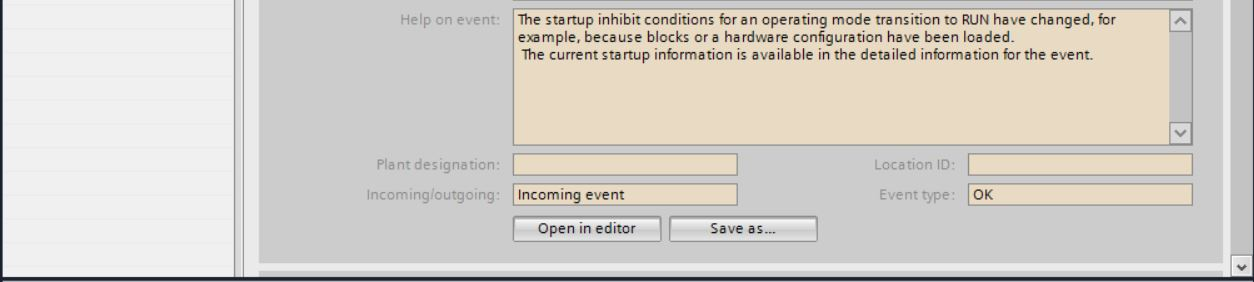 Help on event: The startup inhibit conditions for an operating mode transition to RUN have changed, for
example, because blocks or a hardware configuration have been loaded.
The current startup information is available in the detailed information for the event.
Plant designation: Location ID:
Incoming/outgoing: Incoming event Event type: OK
Open in editor Save as...